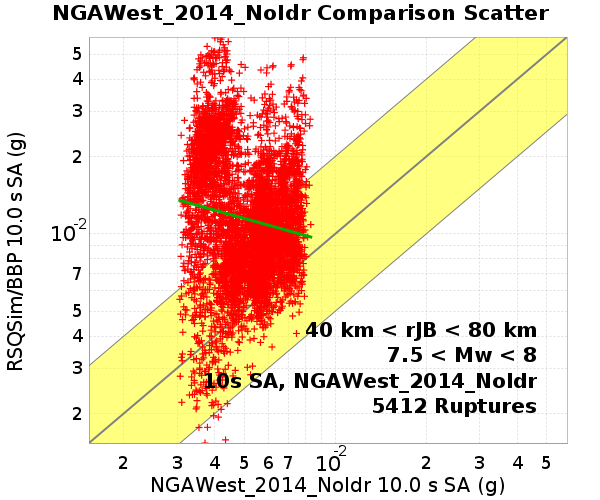 NGAWest_2014_NoIdr Comparison Scatter
RSQSim/BBP 10.0 s SA (g)
5
4
3
2
10-2
7
5
4
3
2
40 km < rJB < 80 km
7.5 < Mw < 8
10s SA, NGAWest_2014_NoIdr
5412 Ruptures
2 3 4 5 6 7 10-2 2 3 4 5
NGAWest_2014_NoIdr 10.0 s SA (g)